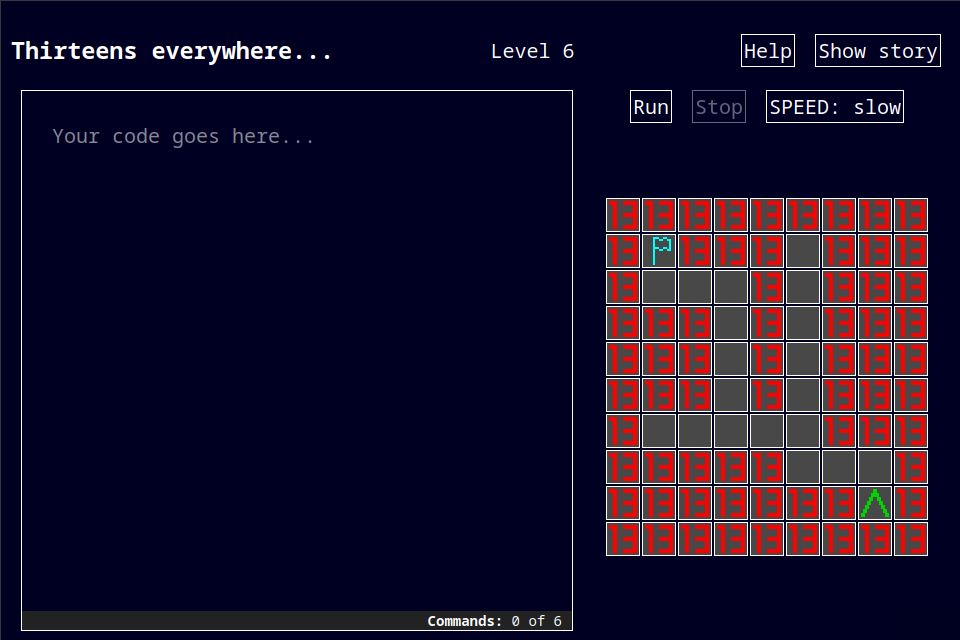 Thirteens everywhere... Level 6 Help Show story
Run Stop SPEED: slow
Your code goes here...
13 13 13 13 13 13 13 13 13
13 13 13 13 13 13 13
13 13 13 13 13
13 13 13 13 13 13 13
13 13 13 13 13 13 13
13 13 13 13 13 13 13
13 13 13 13
13 13 13 13 13 13
13 13 13 13 13 13 13 13
13 13 13 13 13 13 13 13 13
Commands: 0 of 6